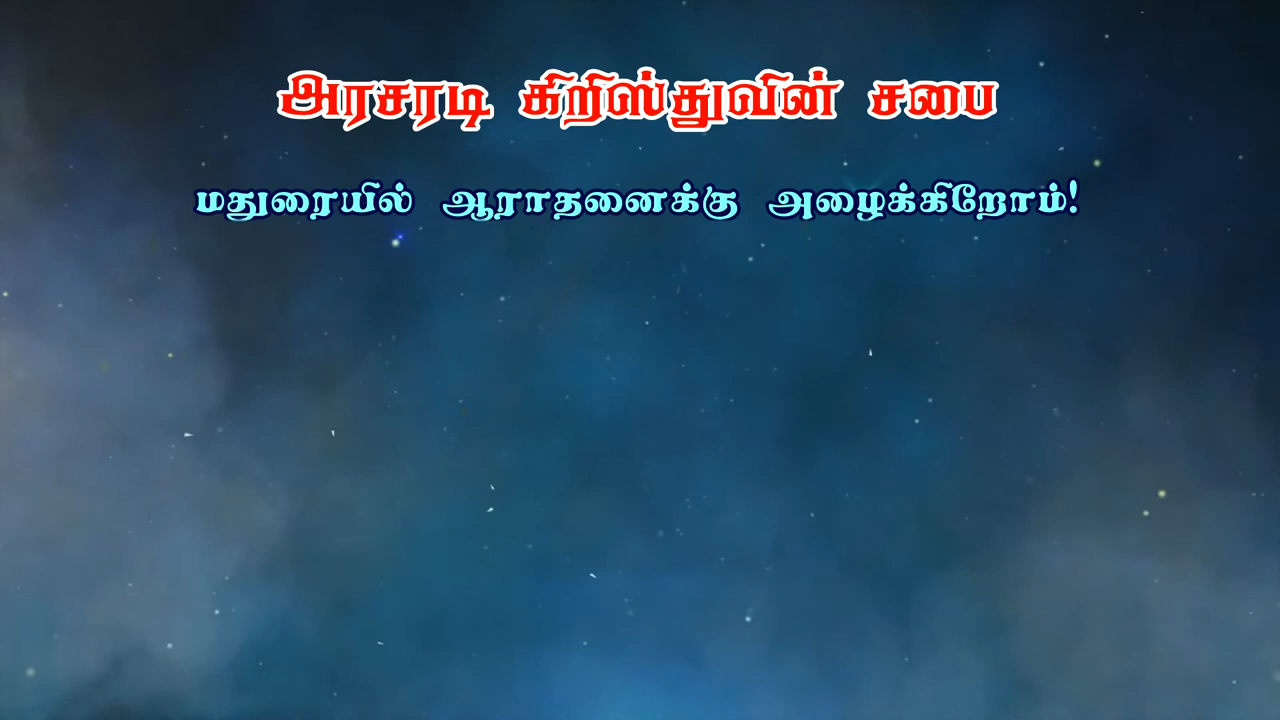 அரசரடி கிறிஸ்துவின் சபை
மதுரையில் ஆராதனைக்கு அழைக்கிறோம்!